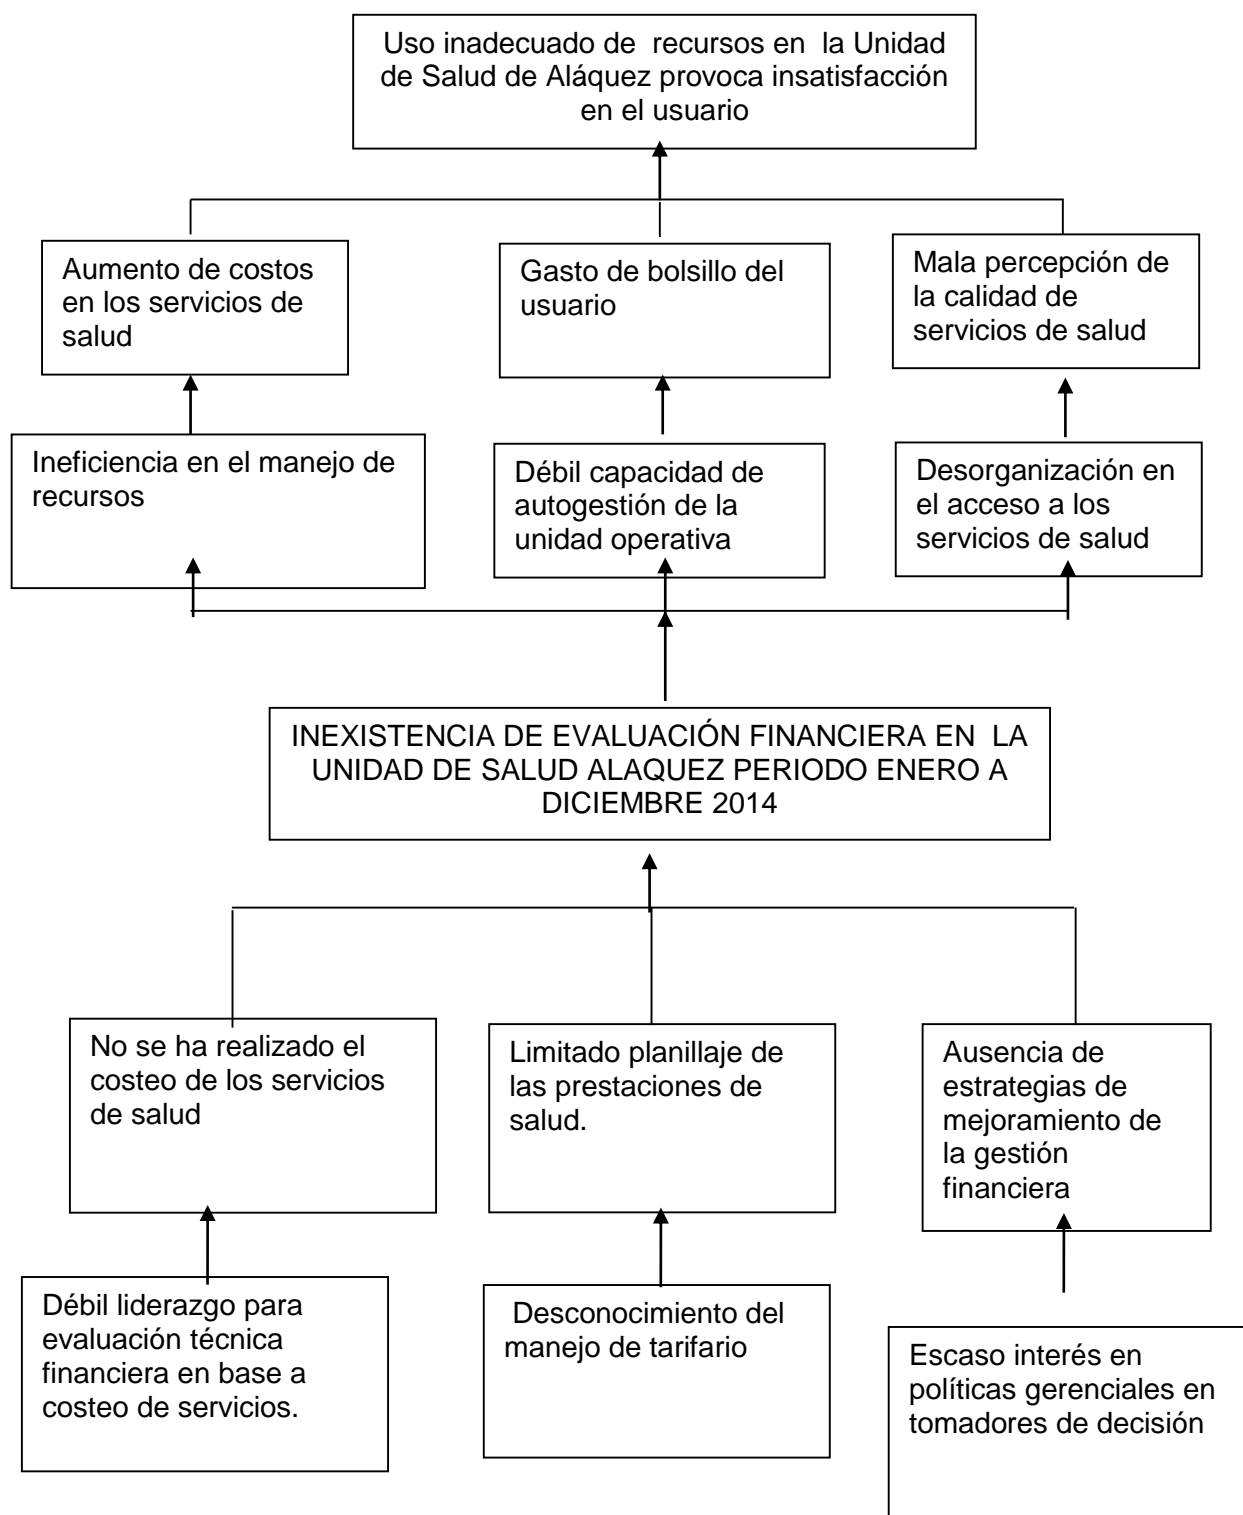 Uso inadecuado de recursos en la Unidad
de Salud de Aláquez provoca insatisfacción
en el usuario
Aumento de costos
en los servicios de
salud
Gasto de bolsillo del
usuario
Mala percepción de
la calidad de
servicios de salud
Ineficiencia en el manejo de
recursos
Débil capacidad de
autogestión de la
unidad operativa
Desorganización en
el acceso a los
servicios de salud
INEXISTENCIA DE EVALUACIÓN FINANCIERA EN LA
UNIDAD DE SALUD ALAQUEZ PERIODO ENERO A
DICIEMBRE 2014
No se ha realizado el
costeo de los servicios
de salud
Limitado planillaje de
las prestaciones de
salud.
Ausencia de
estrategias de
mejoramiento de
la gestión
financiera
Débil liderazgo para
evaluación técnica
financiera en base a
costeo de servicios.
Desconocimiento del
manejo de tarifario
Escaso interés en
políticas gerenciales en
tomadores de decisión